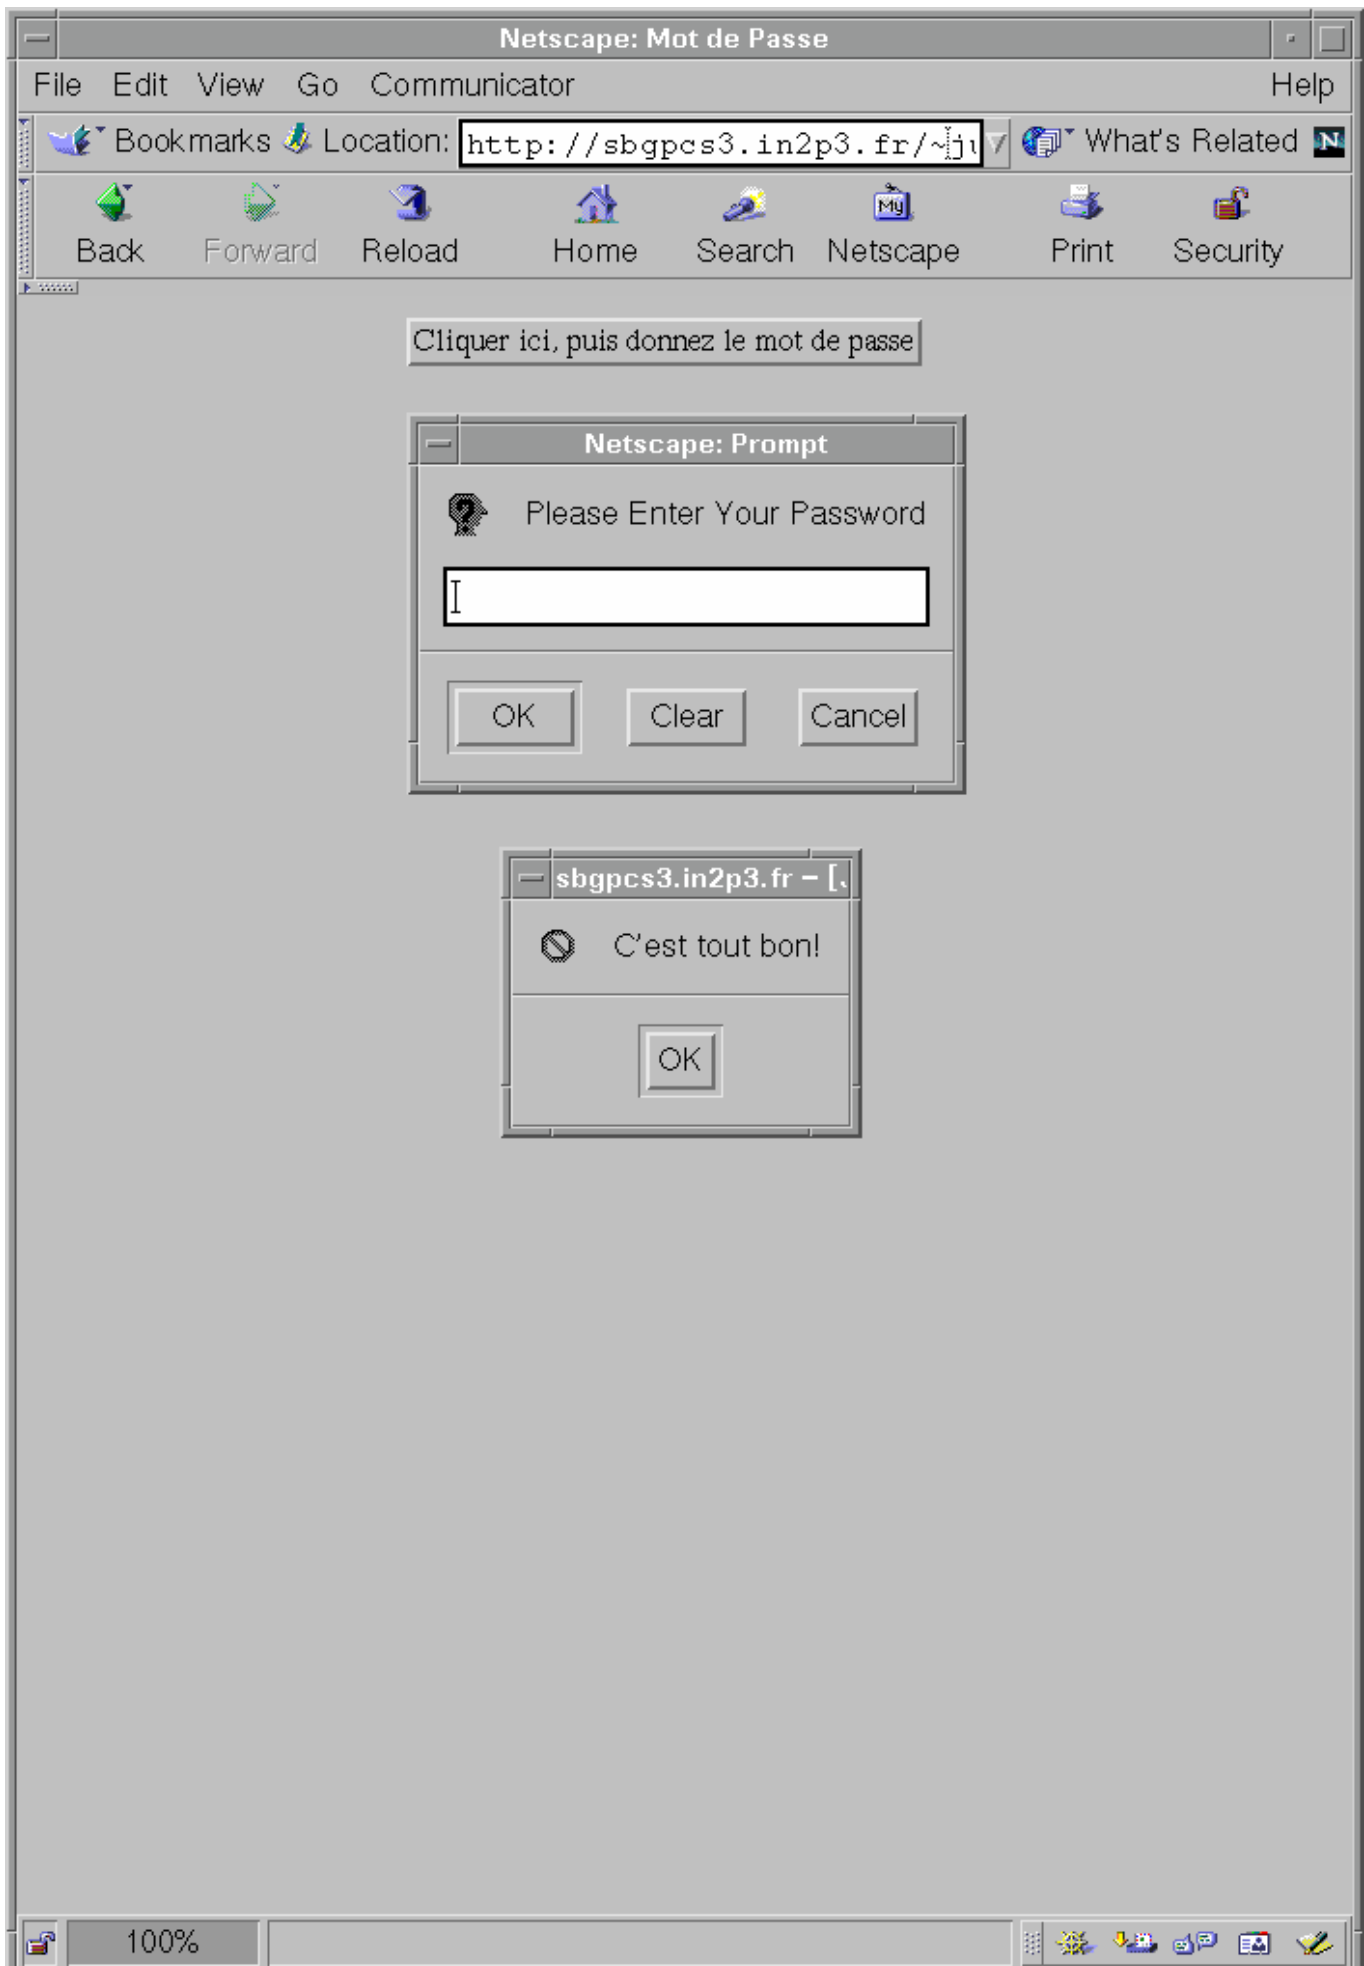 Netscape: Mot de Passe
File Edit View Go Communicator Help
Bookmarks Location: http://sbgpcs3.in2p3.fr/~ju What's Related N
My
Back Forward Reload Home Search Netscape Print Security
Cliquer ici, puis donnez le mot de passe
Netscape: Prompt
?
Please Enter Your Password
OK Clear Cancel
sbgpcs3.in2p3.fr – [.
C'est tout bon!
OK
100%